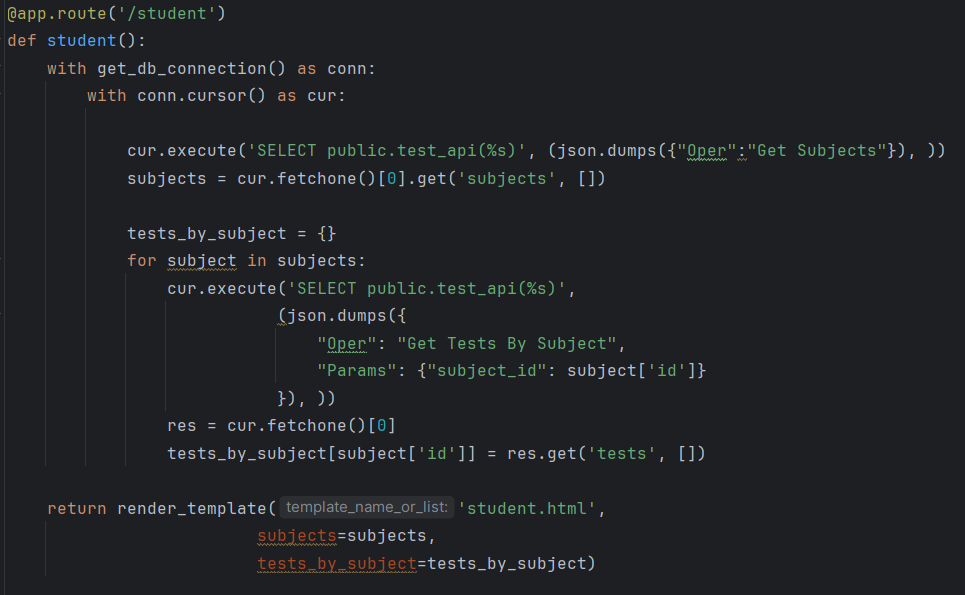 @app.route('/student')
def student():
    with get_db_connection() as conn:
        with conn.cursor() as cur:
            cur.execute('SELECT public.test_api(%s)', (json.dumps({"Oper":"Get Subjects"}), ))
            subjects = cur.fetchone()[0].get('subjects', [])
            tests_by_subject = {}
            for subject in subjects:
                cur.execute('SELECT public.test_api(%s)',
                           (json.dumps({
                               "Oper": "Get Tests By Subject",
                               "Params": {"subject_id": subject['id']}
                           }), ))
                res = cur.fetchone()[0]
                tests_by_subject[subject['id']] = res.get('tests', [])
    return render_template( template_name_or_list: 'student.html',
                         subjects=subjects,
                         tests_by_subject=tests_by_subject)